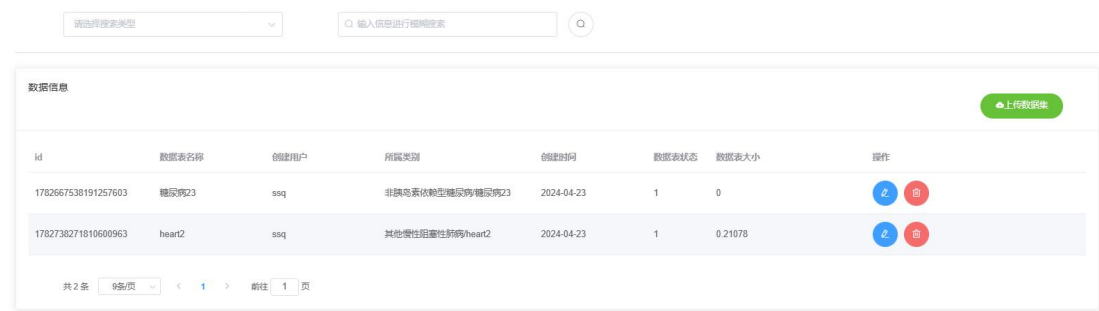 请选择搜索类型 输入信息进行模糊搜索
数据信息
上传数据集
id 数据表名称 创建用户 所属类别 创建时间 数据表状态 数据表大小 操作
1782667538191257603 糖尿病23 ssq 非胰岛素依赖型糖尿病/糖尿病23 2024-04-23 1 0
1782738271810600963 heart2 ssq 其他慢性阻塞性肺病/heart2 2024-04-23 1 0.21078
共 2 条 9条/页 < 1 > 前往 1 页